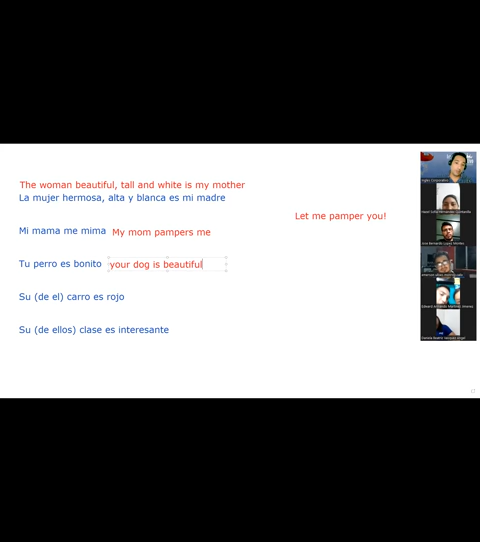 The woman beautiful, tall and white is my mother
La mujer hermosa, alta y blanca es mi madre
Let me pamper you!
Mi mama me mima My mom pampers me
Tu perro es bonito your dog is beautiful
Su (de el) carro es rojo
Su (de ellos) clase es interesante